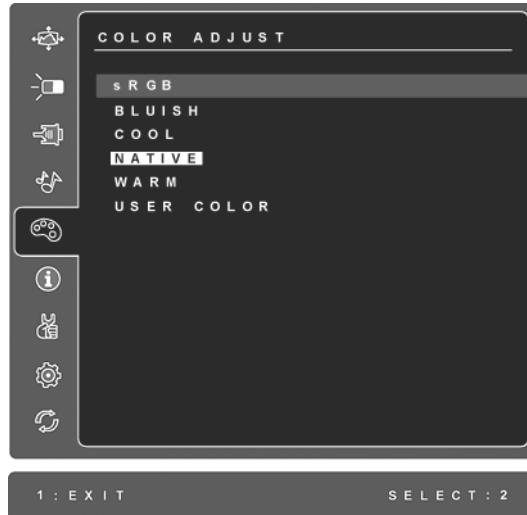 COLOR ADJUST
sRGB
BLUISH
COOL
NATIVE
WARM
USER COLOR
1:EXIT SELECT:2